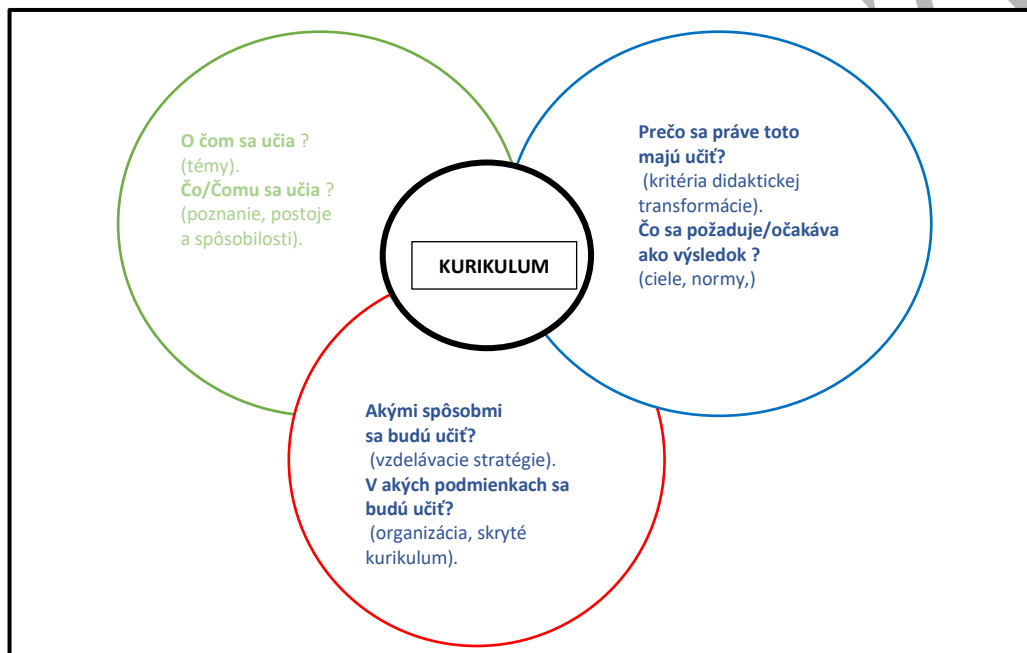 O čom sa učia ?
(témy).
Čo/Čomu sa učia ?
(poznanie, postoje
a spôsobilosti).
Prečo sa práve toto
majú učiť?
(kritéria didaktickej
transformácie).
Čo sa požaduje/očakáva
ako výsledok ?
(ciele, normy,)
KURIKULUM
Akými spôsobmi
sa budú učiť?
(vzdelávacie stratégie).
V akých podmienkach sa
budú učiť?
(organizácia, skryté
kurikulum).